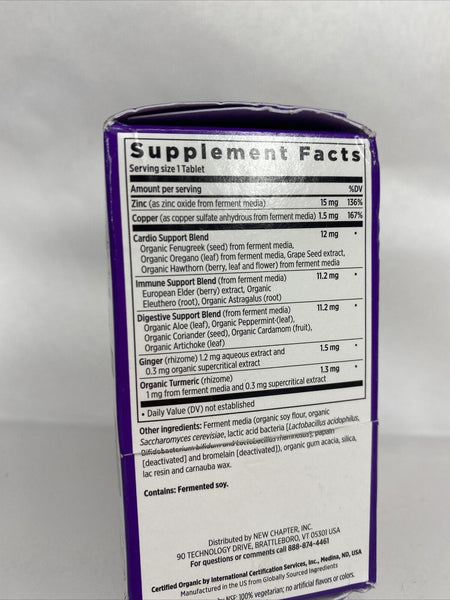 Supplement Facts
Serving size 1 Tablet
Amount per serving %DV
Zinc (as zinc oxide from ferment media) 15 mg 136%
Copper (as copper sulfate anhydrous from ferment media) 1.5 mg 167%
Cardio Support Blend 12 mg •
Organic Fenugreek (seed) from ferment media,
Organic Oregano (leaf) from ferment media, Grape Seed extract,
Organic Hawthorn (berry, leaf and flower) from ferment media
Immune Support Blend (from ferment media) 11.2 mg •
European Elder (berry) extract, Organic
Eleuthero (root), Organic Astragalus (root)
Digestive Support Blend (from ferment media) 11.2 mg •
Organic Aloe (leaf), Organic Peppermint (leaf),
Organic Coriander (seed), Organic Cardamom (fruit),
Organic Artichoke (leaf)
Ginger (rhizome) 1.2 mg aqueous extract and 1.5 mg •
0.3 mg organic supercritical extract
Organic Turmeric (rhizome) 1.3 mg •
1 mg from ferment media and 0.3 mg supercritical extract
• Daily Value (DV) not established
Other ingredients: Ferment media (organic soy flour, organic
Saccharomyces cerevisiae, lactic acid bacteria [Lactobacillus acidophilus,
Bifidobacterium bifidum and Lactobacillus rhamnosus], papain
[deactivated] and bromelain [deactivated]), organic gum acacia, silica,
lac resin and carnauba wax.
Contains: Fermented soy.
Distributed by NEW CHAPTER, INC.
90 TECHNOLOGY DRIVE, BRATTLEBORO, VT 05301 USA
For questions or comments call 888-874-4461
Certified Organic by International Certification Services, Inc., Medina, ND, USA
Manufactured in the US from Globally Sourced Ingredients
by NSF: 100% vegetarian; no artificial flavors or colors.